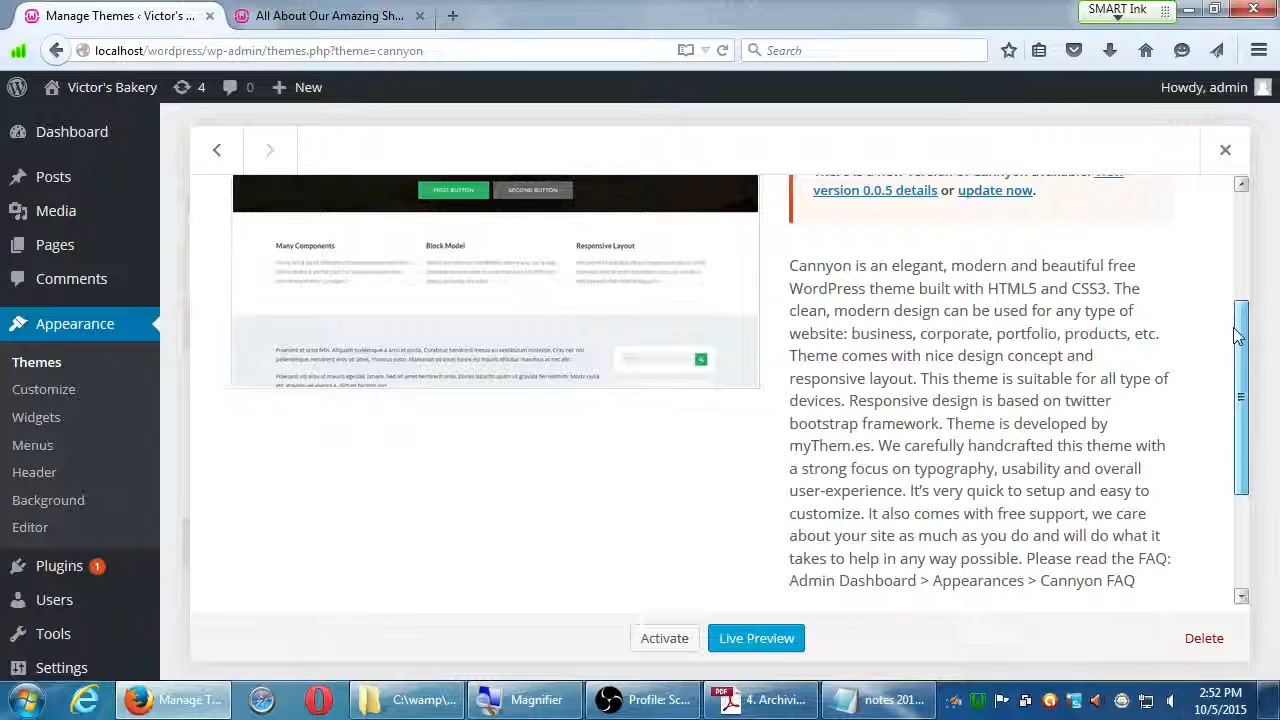 Manage Themes ‹ Victor's...
All About Our Amazing Sh...
SMART Ink
localhost/wordpress/wp-admin/themes.php?theme=cannyon
Search
Victor's Bakery
4
0
New
Howdy, admin
Dashboard
Posts
Media
Pages
Comments
Appearance
Themes
Customize
Widgets
Menus
Header
Background
Editor
Plugins 1
Users
Tools
Settings
FIRST BUTTON
SECOND BUTTON
Many Components
Block Model
Responsive Layout
version 0.0.5 details or update now.
Cannyon is an elegant, modern and beautiful free
WordPress theme built with HTML5 and CSS3. The
clean, modern design can be used for any type of
website: business, corporate, portfolio, products, etc.
Theme comes with nice design concept and
responsive layout. This theme is suitable for all type of
devices. Responsive design is based on twitter
bootstrap framework. Theme is developed by
myThem.es. We carefully handcrafted this theme with
a strong focus on typography, usability and overall
user-experience. It’s very quick to setup and easy to
customize. It also comes with free support, we care
about your site as much as you do and will do what it
takes to help in any way possible. Please read the FAQ:
Admin Dashboard > Appearances > Cannyon FAQ
Activate
Live Preview
Delete
Manage T...
C:\wamp\...
Magnifier
Profile: Sc...
4. Archivi...
notes 201...
2:52 PM
10/5/2015